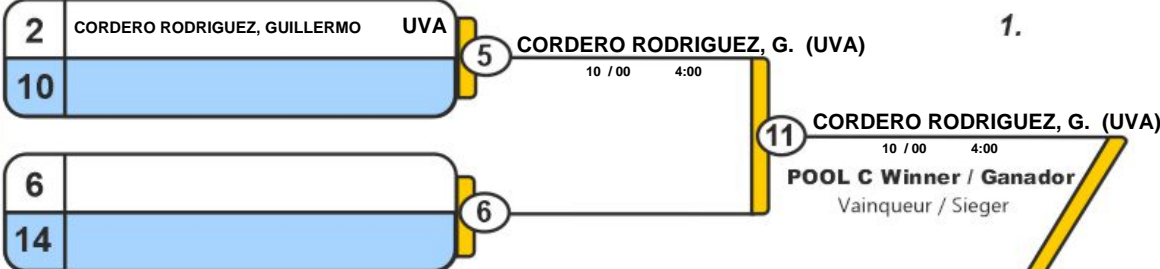 2 CORDERO RODRIGUEZ, GUILLERMO UVA
10
5
CORDERO RODRIGUEZ, G. (UVA)
10 / 00 4:00
6
14
6
1.
11
CORDERO RODRIGUEZ, G. (UVA)
10 / 00 4:00
POOL C Winner / Ganador
Vainqueur / Sieger